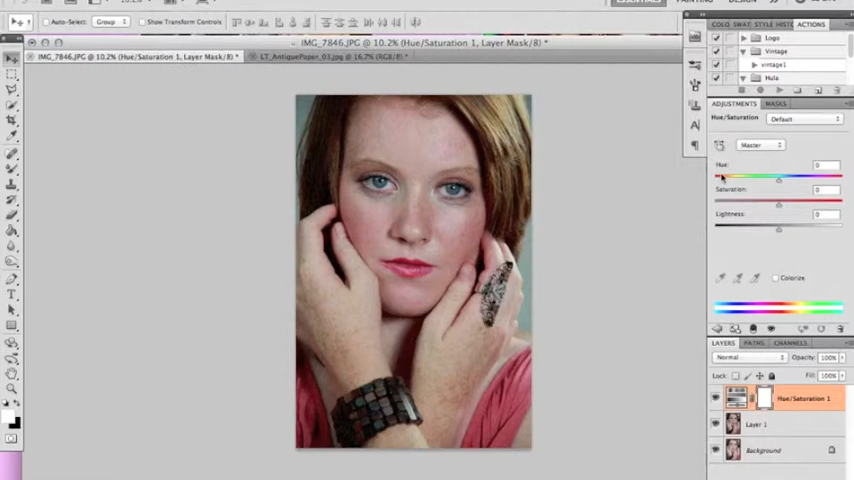 Auto-Select: Group Show Transform Controls
ESSENTIALS PAINTING
IMG_7846.JPG @ 10.2% (Hue/Saturation 1, Layer Mask/8) *
IMG_7846.JPG @ 10.2% (Hue/Saturation 1, Layer Mask/8) *
LT_AntiquePaper_03.jpg @ 16.7% (RGB/8) *
COLO SWAT STYLE HIST ACTIONS
Logo
Vintage
vintage1
Hula
ADJUSTMENTS MASKS
Hue/Saturation Default
Master
Hue: 0
Saturation: 0
Lightness: 0
Colorize
LAYERS PATHS CHANNELS
Normal Opacity: 100%
Lock: Fill: 100%
Hue/Saturation 1
Layer 1
Background